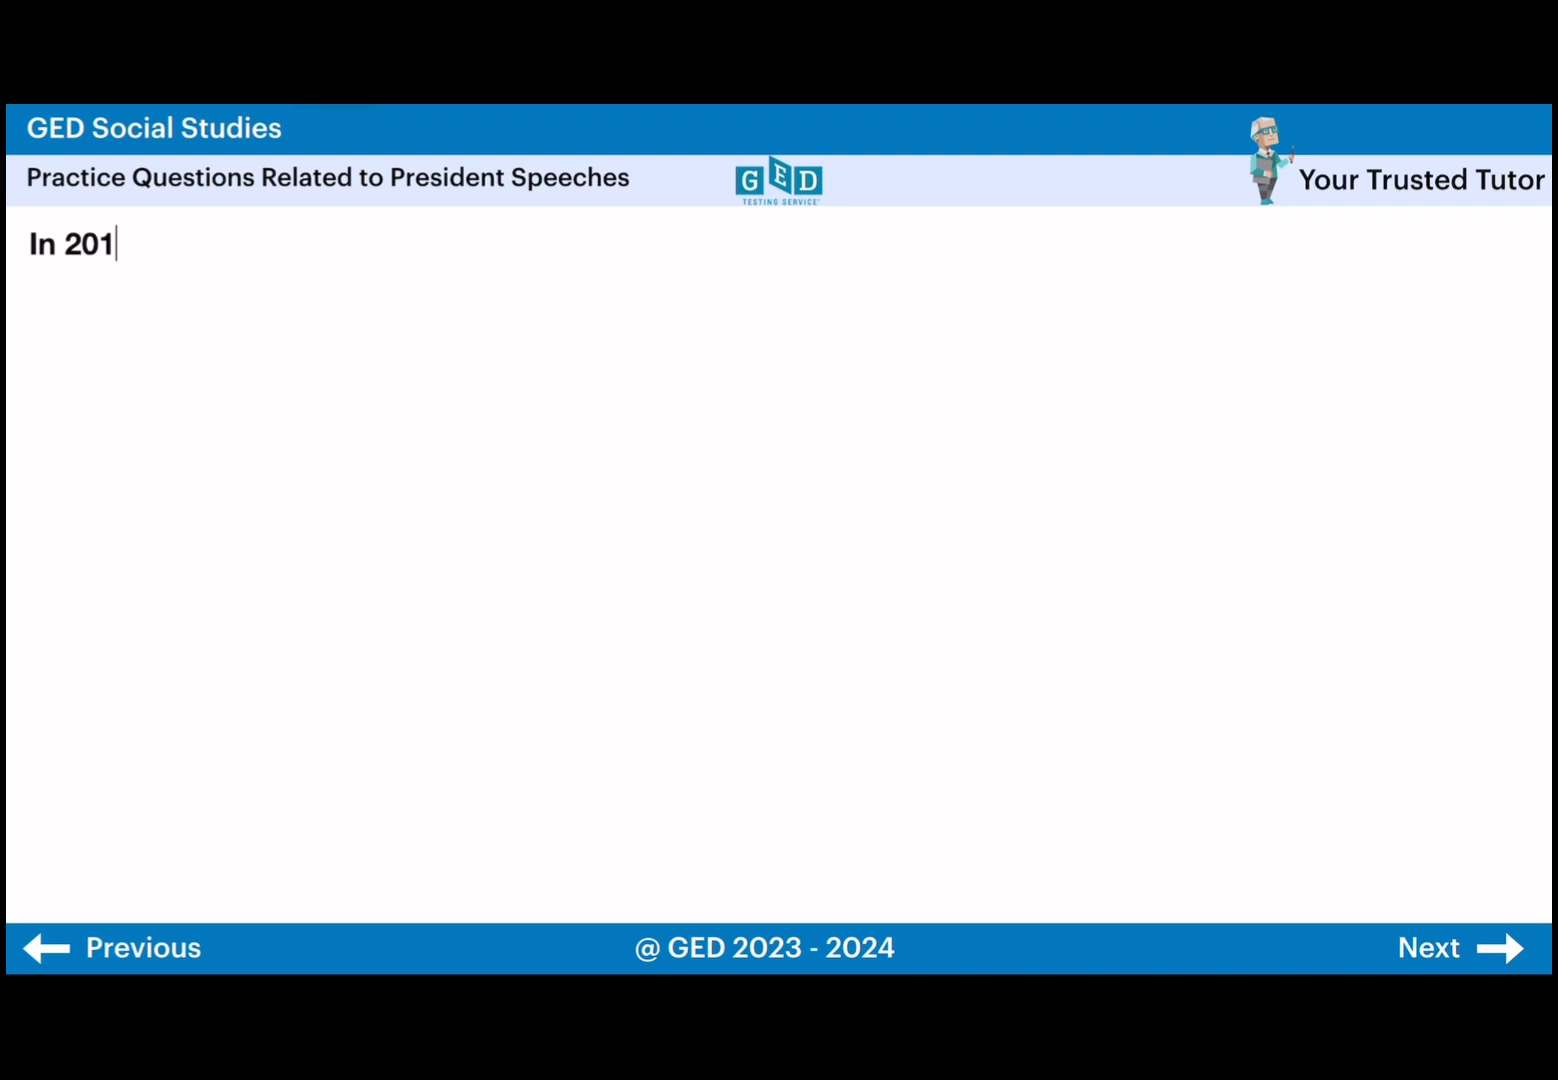 GED Social Studies
Practice Questions Related to President Speeches
GED
TESTING SERVICE
Your Trusted Tutor
In 201
Previous
@ GED 2023 - 2024
Next